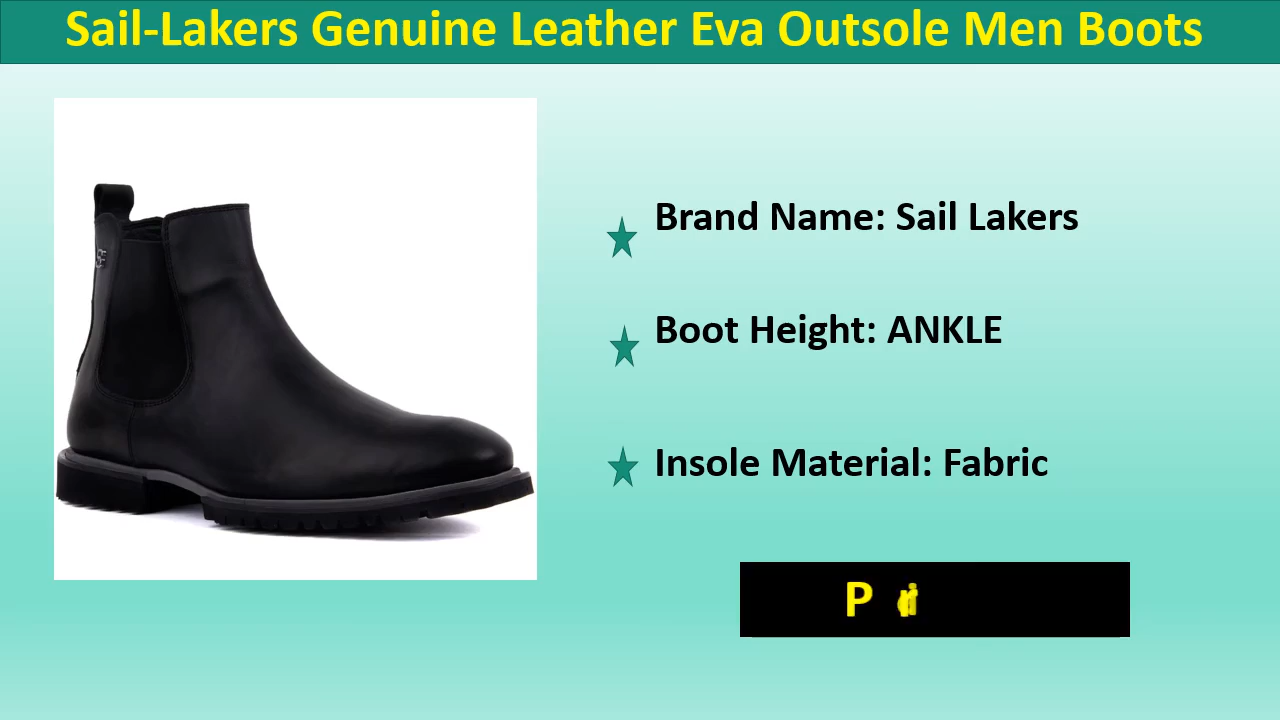 Sail-Lakers Genuine Leather Eva Outsole Men Boots
Brand Name: Sail Lakers
Boot Height: ANKLE
Insole Material: Fabric
P